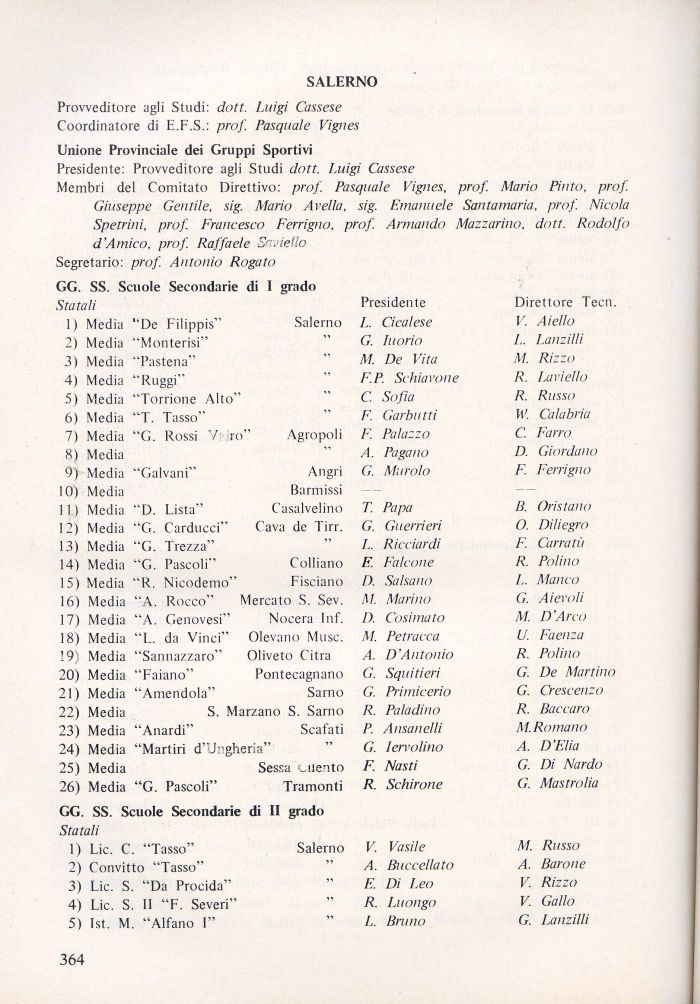 SALERNO
Provveditore agli Studi: dott. Luigi Cassese
Coordinatore di E.F.S.: prof. Pasquale Vignes
Unione Provinciale dei Gruppi Sportivi
Presidente: Provveditore agli Studi dott. Luigi Cassese
Membri del Comitato Direttivo: prof. Pasquale Vignes, prof. Mario Pinto, prof.
Giuseppe Gentile, sig. Mario Avella, sig. Emanuele Santamaria, prof. Nicola
Spetrini, prof. Francesco Ferrigno, prof. Armando Mazzarino, dott. Rodolfo
d'Amico, prof. Raffaele Saviello
Segretario: prof. Antonio Rogato
GG. SS. Scuole Secondarie di I grado
Statali Presidente Direttore Tecn.
1) Media "De Filippis" Salerno L. Cicalese V. Aiello
2) Media "Monterisi" " G. Iuorio L. Lanzilli
3) Media "Pastena" " M. De Vita M. Rizzo
4) Media "Ruggi" " F.P. Schiavone R. Laviello
5) Media "Torrione Alto" " C. Sofia R. Russo
6) Media "T. Tasso" " F. Garbutti W. Calabria
7) Media "G. Rossi Vairo" Agropoli F. Palazzo C. Farro
8) Media " A. Pagano D. Giordano
9) Media "Galvani" Angri G. Murolo F. Ferrigno
10) Media Barmissi -- --
11) Media "D. Lista" Casalvelino T. Papa B. Oristano
12) Media "G. Carducci" Cava de Tirr. G. Guerrieri O. Diliegro
13) Media "G. Trezza" " L. Ricciardi F. Carratù
14) Media "G. Pascoli" Colliano E. Falcone R. Polino
15) Media "R. Nicodemo" Fisciano D. Salsano L. Manco
16) Media "A. Rocco" Mercato S. Sev. M. Marino G. Aievoli
17) Media "A. Genovesi" Nocera Inf. D. Cosimato M. D'Arco
18) Media "L. da Vinci" Olevano Musc. M. Petracca U. Faenza
19) Media "Sannazzaro" Oliveto Citra A. D'Antonio R. Polino
20) Media "Faiano" Pontecagnano G. Squitieri G. De Martino
21) Media "Amendola" Sarno G. Primicerio G. Crescenzo
22) Media S. Marzano S. Sarno R. Paladino R. Baccaro
23) Media "Anardi" Scafati P. Ansanelli M.Romano
24) Media "Martiri d'Ungheria" " G. Iervolino A. D'Elia
25) Media Sessa F. Nasti G. Di Nardo
26) Media "G. Pascoli" Tramonti R. Schirone G. Mastrolia
GG. SS. Scuole Secondarie di II grado
Statali
1) Lic. C. "Tasso" Salerno V. Vasile M. Russo
2) Convitto "Tasso" " A. Buccellato A. Barone
3) Lic. S. "Da Procida" " E. Di Leo V. Rizzo
4) Lic. S. II "F. Severi" " R. Luongo V. Gallo
5) Ist. M. "Alfano I" " L. Bruno G. Lanzilli
364